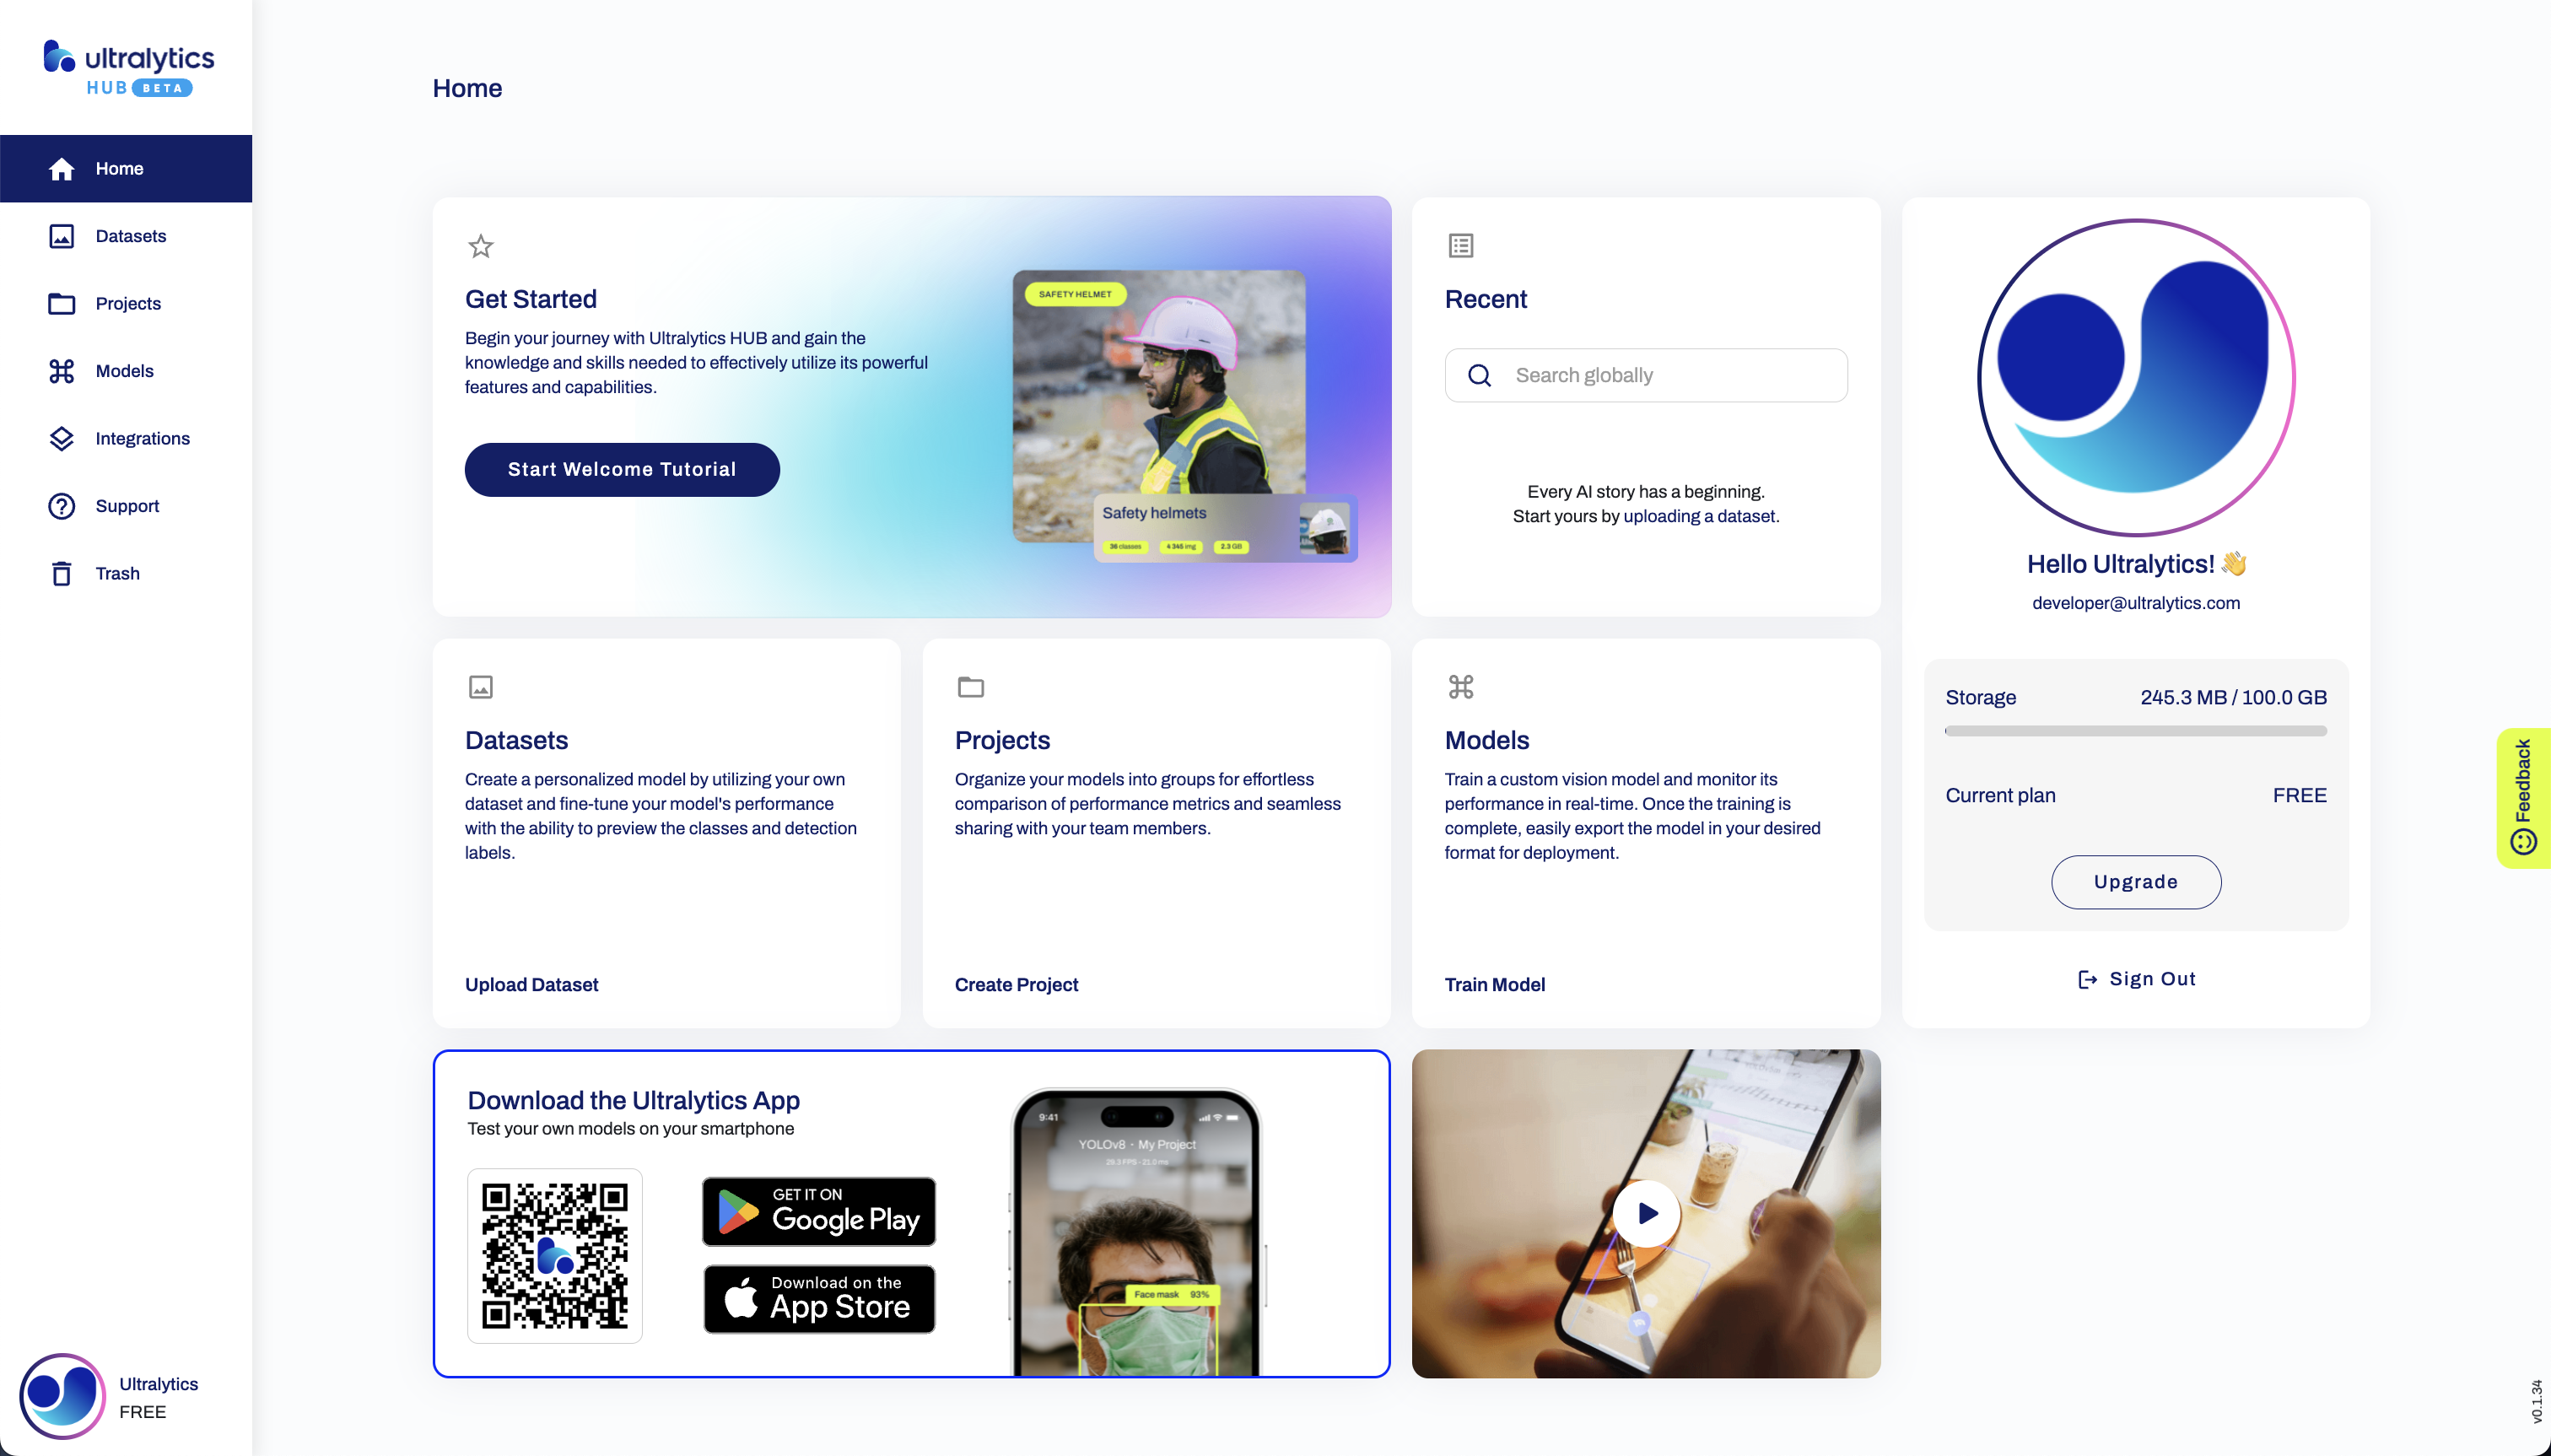 ultralytics
HUB BETA
Home
Datasets
Projects
Models
Integrations
Support
Trash
Ultralytics
FREE
Home
Get Started
Begin your journey with Ultralytics HUB and gain the
knowledge and skills needed to effectively utilize its powerful
features and capabilities.
Start Welcome Tutorial
SAFETY HELMET
Safety helmets
36 classes
4 345 img
2.3 GB
Recent
Search globally
Every AI story has a beginning.
Start yours by uploading a dataset.
Hello Ultralytics! 👋
developer@ultralytics.com
Storage 245.3 MB / 100.0 GB
Current plan FREE
Upgrade
Sign Out
Datasets
Create a personalized model by utilizing your own
dataset and fine-tune your model's performance
with the ability to preview the classes and detection
labels.
Upload Dataset
Projects
Organize your models into groups for effortless
comparison of performance metrics and seamless
sharing with your team members.
Create Project
Models
Train a custom vision model and monitor its
performance in real-time. Once the training is
complete, easily export the model in your desired
format for deployment.
Train Model
Download the Ultralytics App
Test your own models on your smartphone
GET IT ON
Google Play
Download on the
App Store
9:41
YOLOv8 · My Project
29.3 FPS - 21.0 ms
Face mask 93%
Feedback
v0.1.34